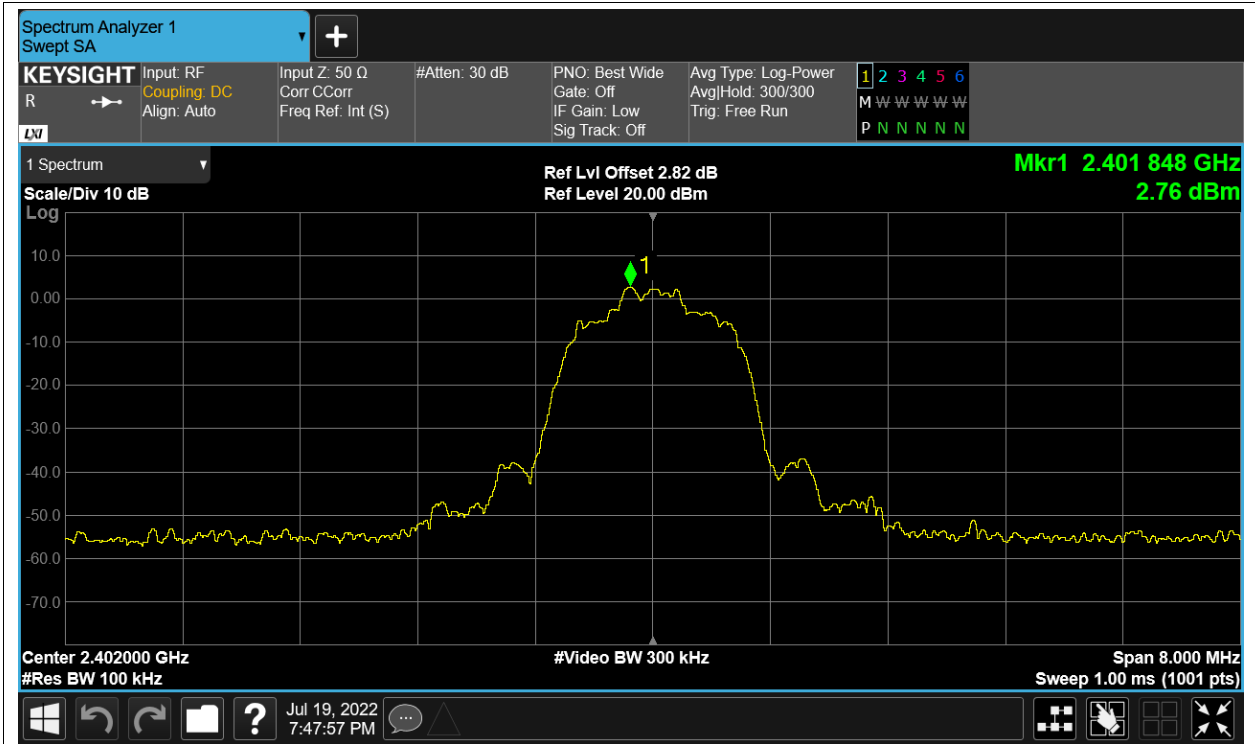 Spectrum Analyzer 1
Swept SA
KEYSIGHT
R
LXI
Input: RF
Coupling: DC
Align: Auto
Input Z: 50 Ω
Corr CCorr
Freq Ref: Int (S)
#Atten: 30 dB
PNO: Best Wide
Gate: Off
IF Gain: Low
Sig Track: Off
Avg Type: Log-Power
Avg|Hold: 300/300
Trig: Free Run
1 2 3 4 5 6
M W W W W W
P N N N N N
1 Spectrum
Scale/Div 10 dB
Log
Ref Lvl Offset 2.82 dB
Ref Level 20.00 dBm
Mkr1 2.401 848 GHz
2.76 dBm
1
10.0
0.00
-10.0
-20.0
-30.0
-40.0
-50.0
-60.0
-70.0
Center 2.402000 GHz
#Res BW 100 kHz
#Video BW 300 kHz
Span 8.000 MHz
Sweep 1.00 ms (1001 pts)
?
Jul 19, 2022
7:47:57 PM